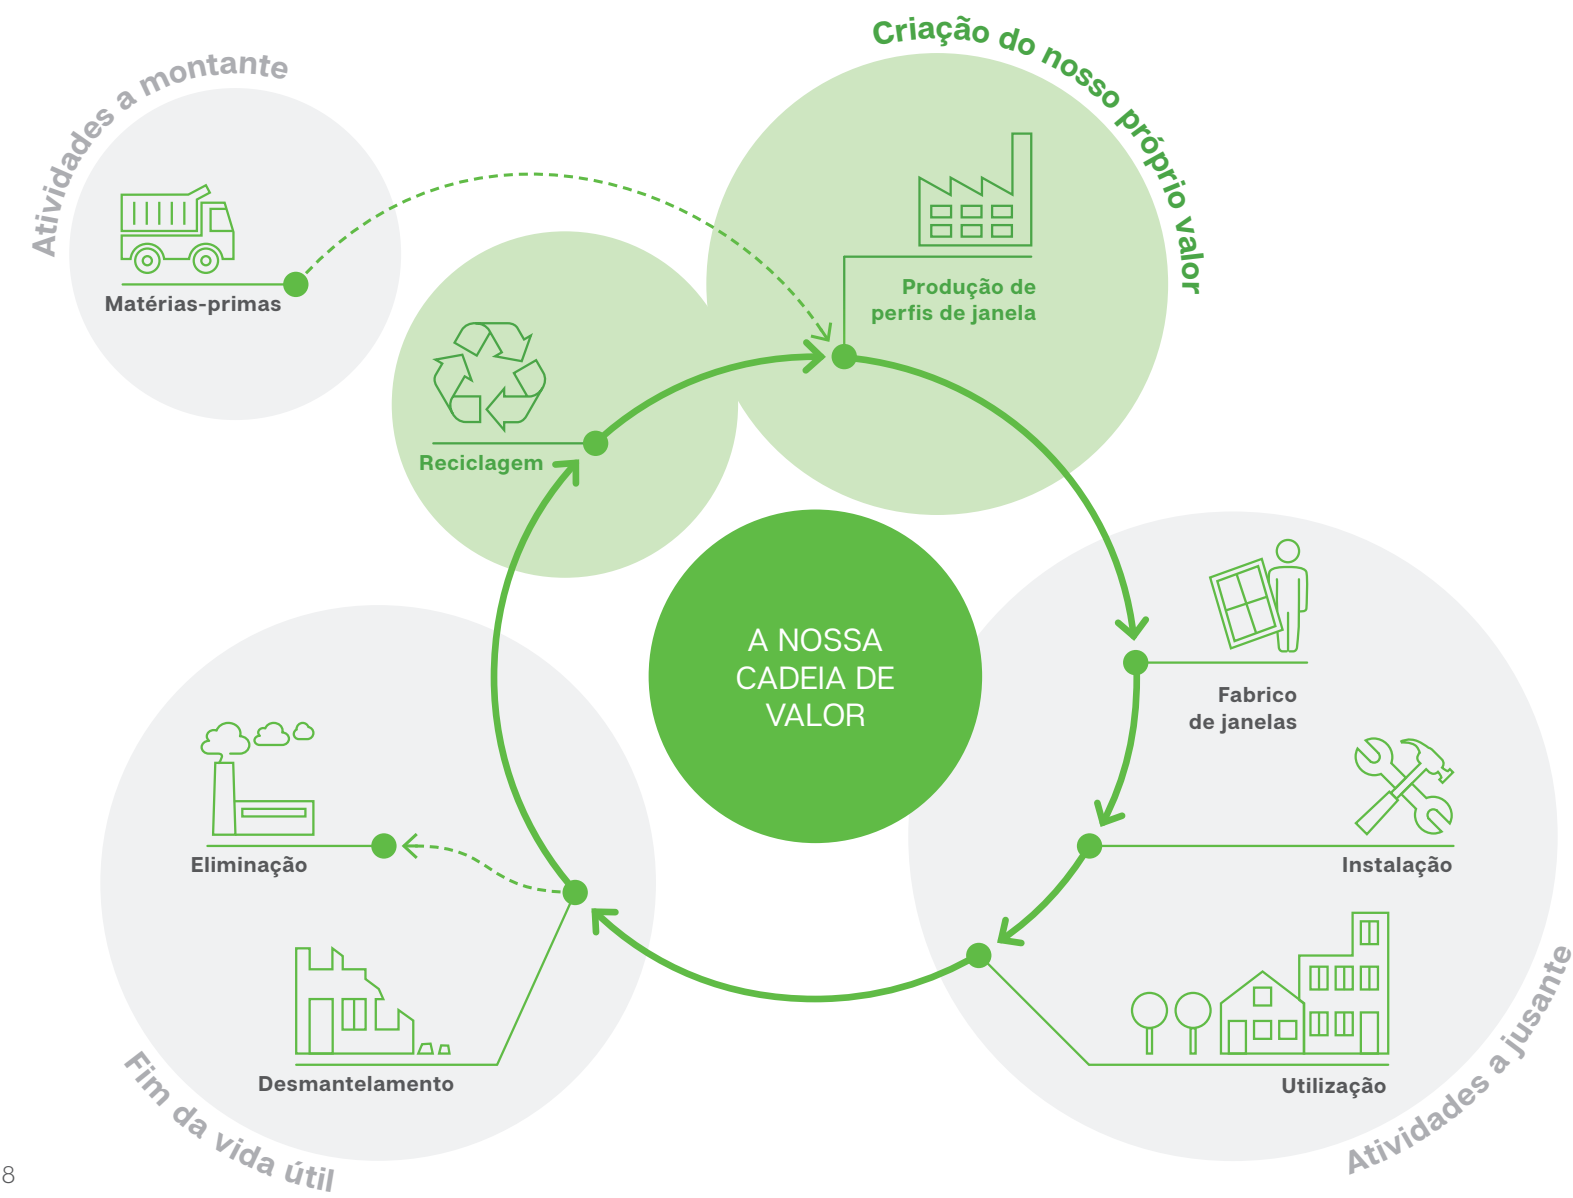 Atividades a montante
Matérias-primas
Criação do nosso próprio valor
Produção de
perfis de janela
Reciclagem
A NOSSA
CADEIA DE
VALOR
Fabrico
de janelas
Instalação
Utilização
Atividades a jusante
Eliminação
Desmantelamento
Fim da vida útil
8